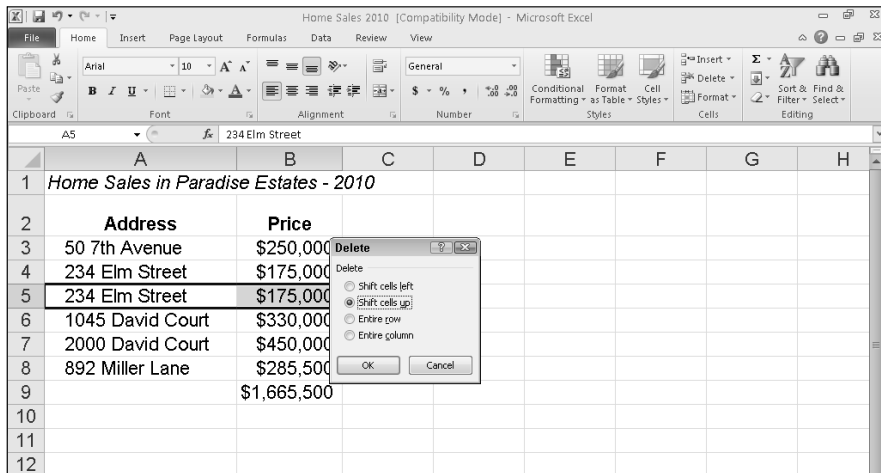 Home Sales 2010 [Compatibility Mode] - Microsoft Excel
File Home Insert Page Layout Formulas Data Review View
Paste
Arial 10 A A
B I U A
General
$ % , .0 .00 .00 .0
Conditional Formatting Format as Table Cell Styles
Insert
Delete
Format
Σ
Sort & Filter Find & Select
Clipboard Font Alignment Number Styles Cells Editing
A5 fx 234 Elm Street
A B C D E F G H
1 Home Sales in Paradise Estates - 2010
2 Address Price
3 50 7th Avenue $250,000
4 234 Elm Street $175,000
5 234 Elm Street $175,000
6 1045 David Court $330,000
7 2000 David Court $450,000
8 892 Miller Lane $285,500
9 $1,665,500
10
11
12
Delete ?
Delete
Shift cells left
Shift cells up
Entire row
Entire column
OK Cancel